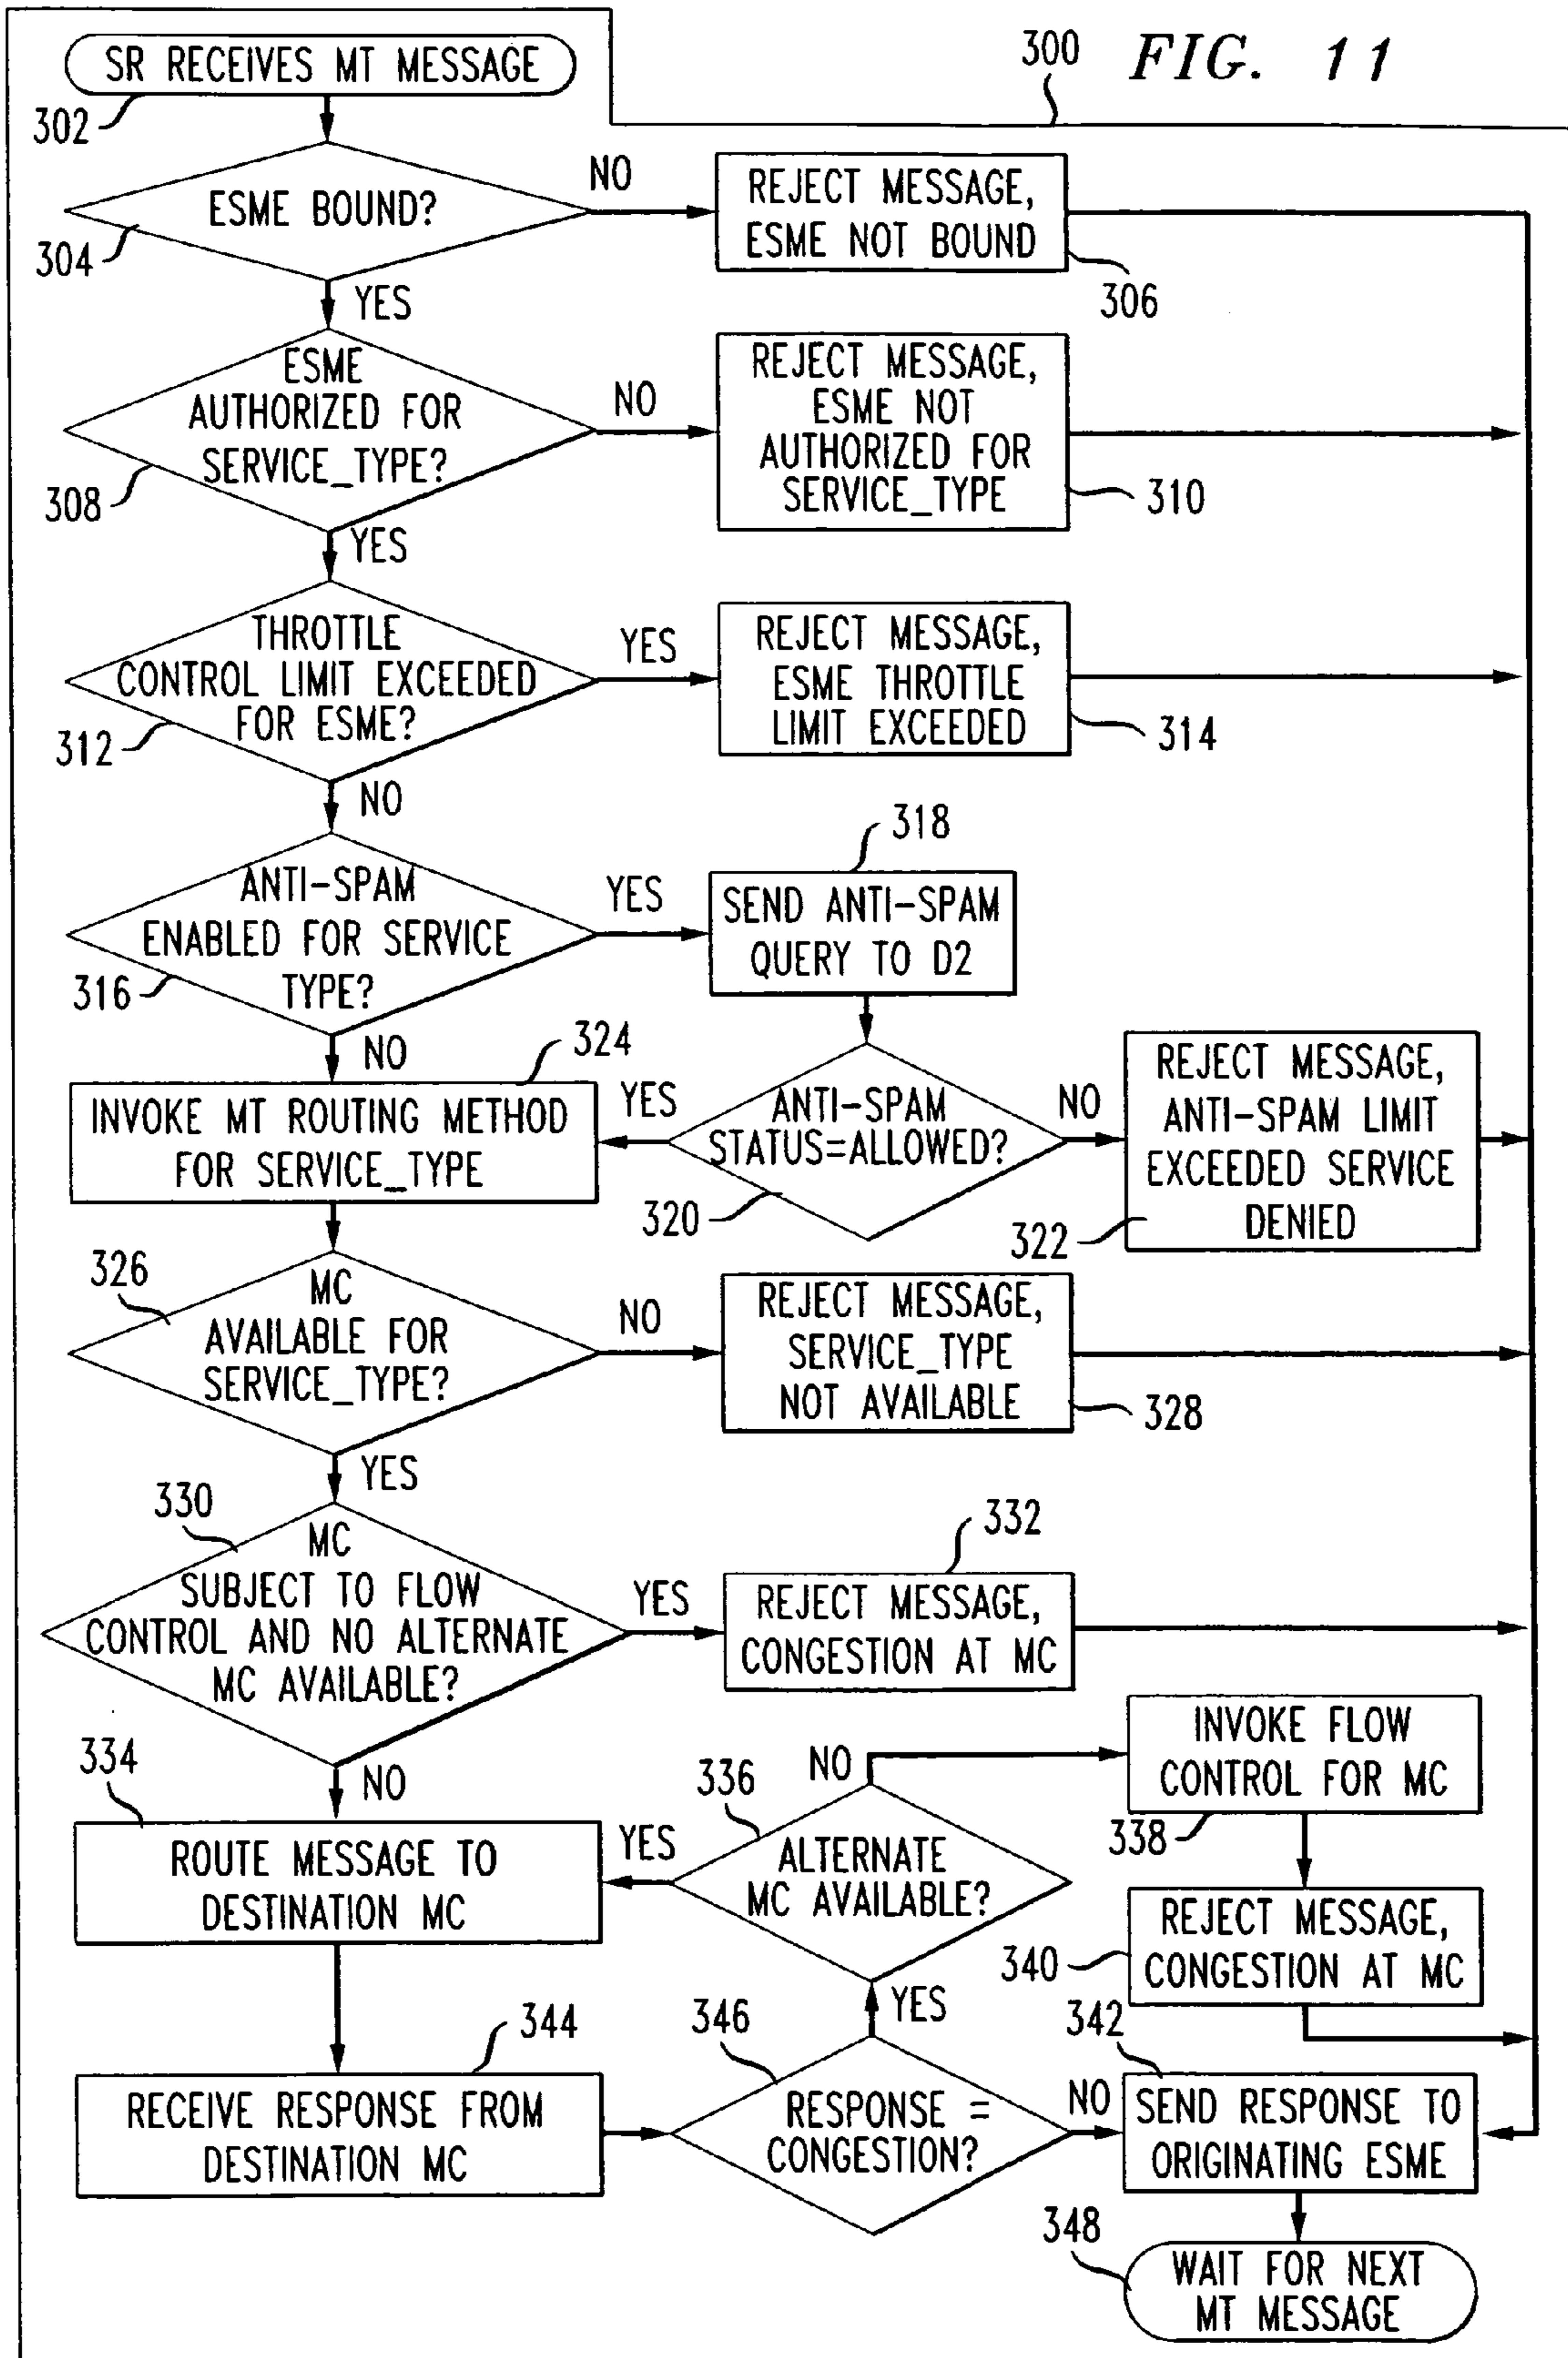 300 FIG. 11
SR RECEIVES MT MESSAGE
302
ESME BOUND?
304
NO
REJECT MESSAGE,
ESME NOT BOUND
306
YES
ESME
AUTHORIZED FOR
SERVICE_TYPE?
308
NO
REJECT MESSAGE,
ESME NOT
AUTHORIZED FOR
SERVICE_TYPE
310
YES
THROTTLE
CONTROL LIMIT EXCEEDED
FOR ESME?
312
YES
REJECT MESSAGE,
ESME THROTTLE
LIMIT EXCEEDED
314
NO
ANTI-SPAM
ENABLED FOR SERVICE
TYPE?
316
YES
318
SEND ANTI-SPAM
QUERY TO D2
NO
324
INVOKE MT ROUTING METHOD
FOR SERVICE_TYPE
YES
ANTI-SPAM
STATUS=ALLOWED?
320
NO
REJECT MESSAGE,
ANTI-SPAM LIMIT
EXCEEDED SERVICE
DENIED
322
326
MC
AVAILABLE FOR
SERVICE_TYPE?
NO
REJECT MESSAGE,
SERVICE_TYPE
NOT AVAILABLE
328
YES
330
MC
SUBJECT TO FLOW
CONTROL AND NO ALTERNATE
MC AVAILABLE?
YES
332
REJECT MESSAGE,
CONGESTION AT MC
NO
334
ROUTE MESSAGE TO
DESTINATION MC
YES
336
ALTERNATE
MC AVAILABLE?
NO
INVOKE FLOW
CONTROL FOR MC
338
REJECT MESSAGE,
CONGESTION AT MC
340
YES
344
RECEIVE RESPONSE FROM
DESTINATION MC
346
RESPONSE =
CONGESTION?
NO
342
SEND RESPONSE TO
ORIGINATING ESME
348
WAIT FOR NEXT
MT MESSAGE